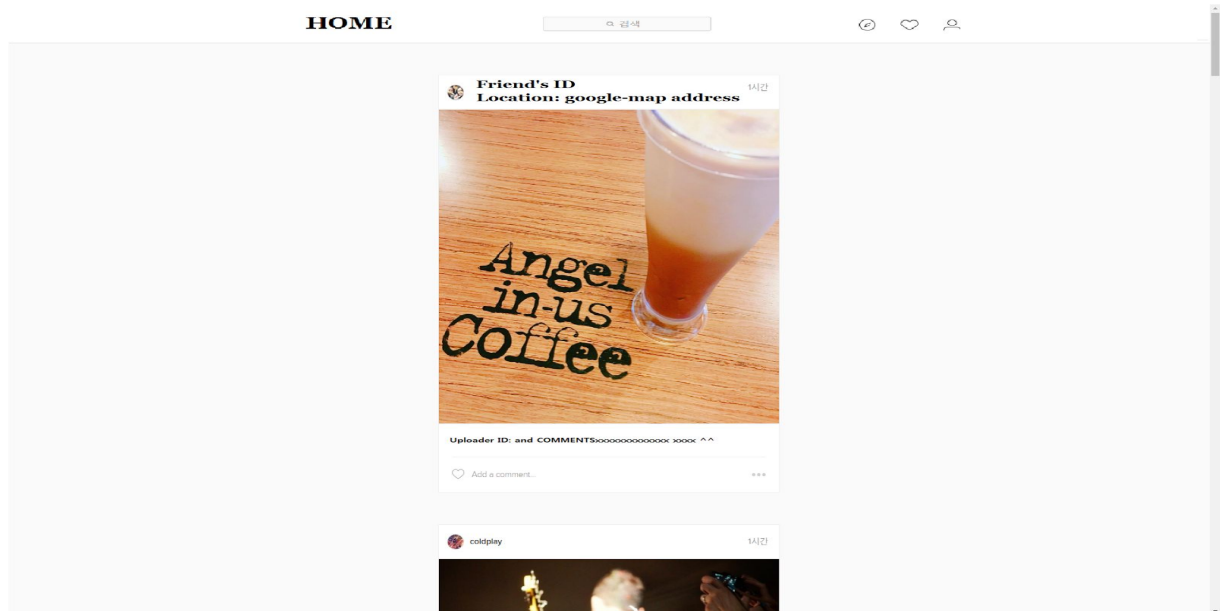 HOME
검색
Friend's ID
1시간
Location: google-map address
Angel
in-us
Coffee
Uploader ID: and COMMENTSxxxxxxxxxxxxx xxxx ^^
Add a comment...
coldplay
1시간